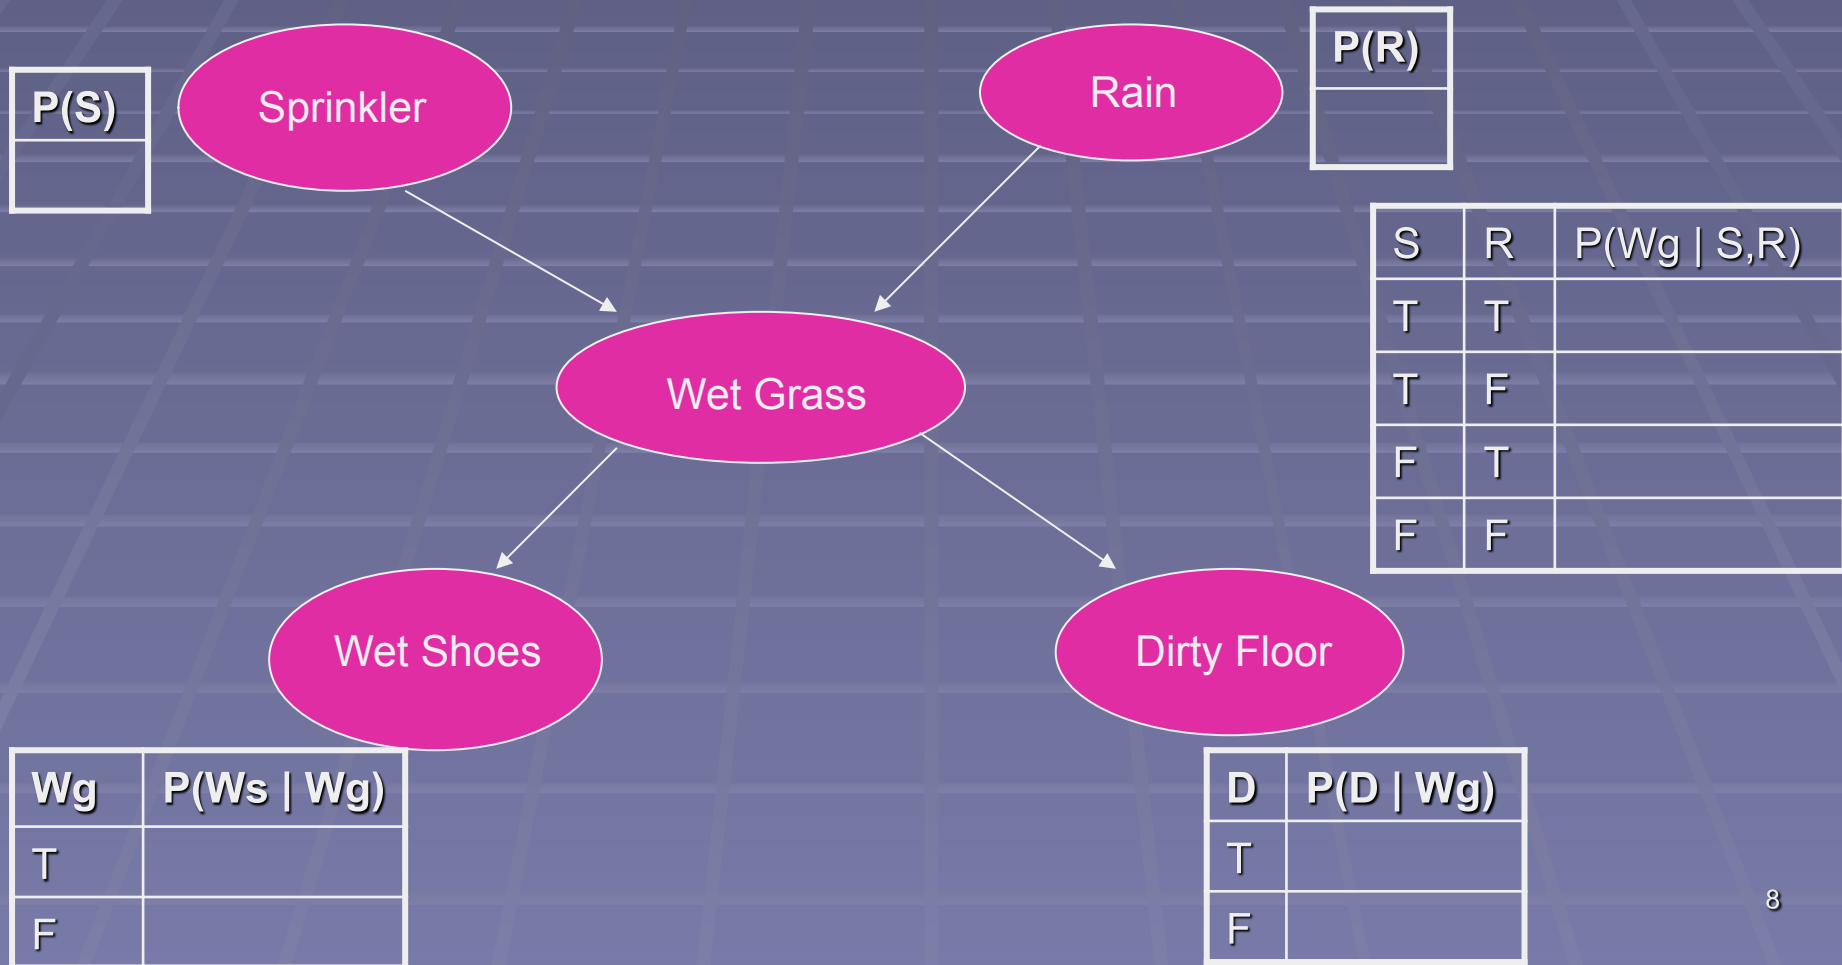 P(S)
Sprinkler
Rain
P(R)
S R P(Wg | S,R)
T T
T F
F T
F F
Wet Grass
Wet Shoes
Dirty Floor
Wg P(Ws | Wg)
T
F
D P(D | Wg)
T
F
8